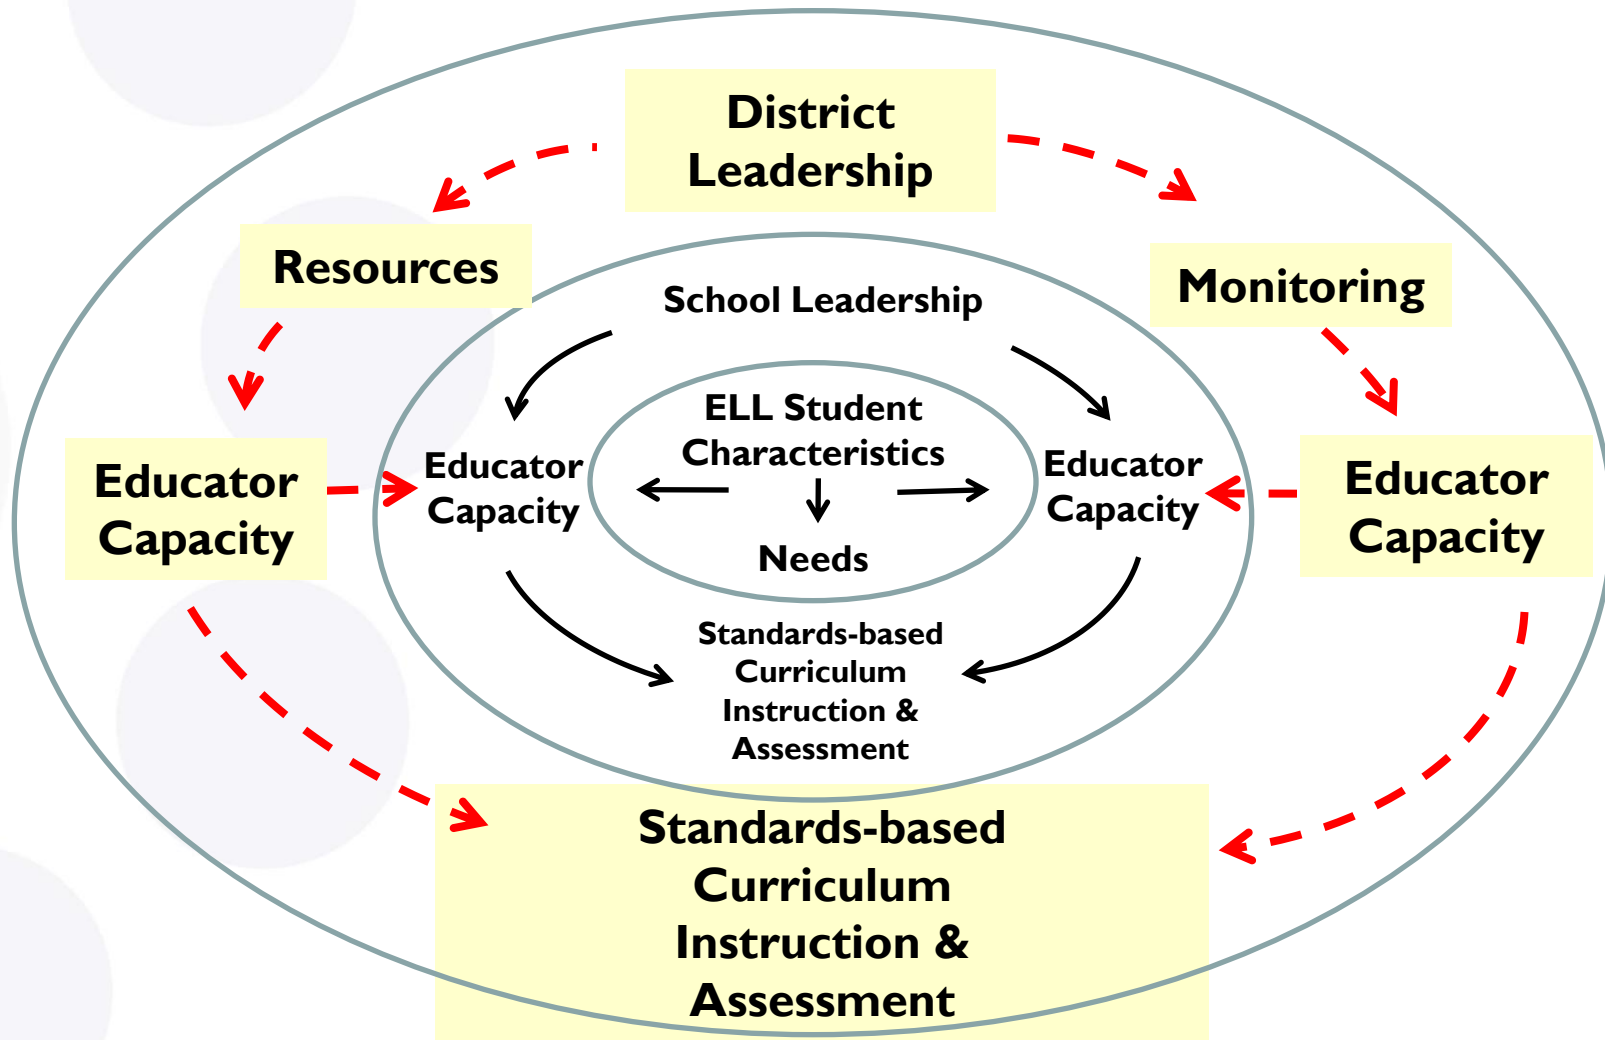 District
Leadership
Resources
Monitoring
School Leadership
ELL Student
Characteristics
Educator
Capacity
Educator
Capacity
Educator
Capacity
Educator
Capacity
Needs
Standards-based
Curriculum
Instruction &
Assessment
Standards-based
Curriculum
Instruction &
Assessment